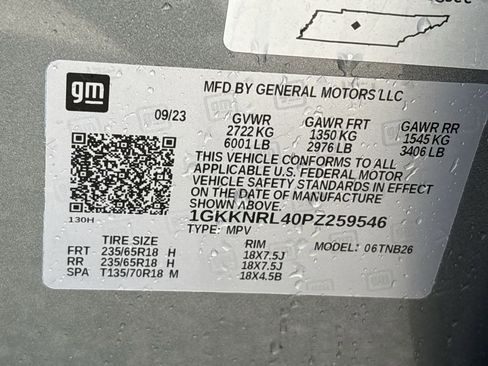 gm
MFD BY GENERAL MOTORS LLC
09/23 GVWR GAWR FRT GAWR RR
2722 KG 1350 KG 1545 KG
6001 LB 2976 LB 3406 LB
THIS VEHICLE CONFORMS TO ALL
APPLICABLE U.S. FEDERAL MOTOR
VEHICLE SAFETY STANDARDS IN EFFECT
ON THE DATE OF MANUFACTURE
SHOWN ABOVE.
1GKKNRL40PZ259546
130H
TYPE: MPV
TIRE SIZE RIM MODEL: 06TNB26
FRT 235/65R18 H 18X7.5J
RR 235/65R18 H 18X7.5J
SPA T135/70R18 M 18X4.5B